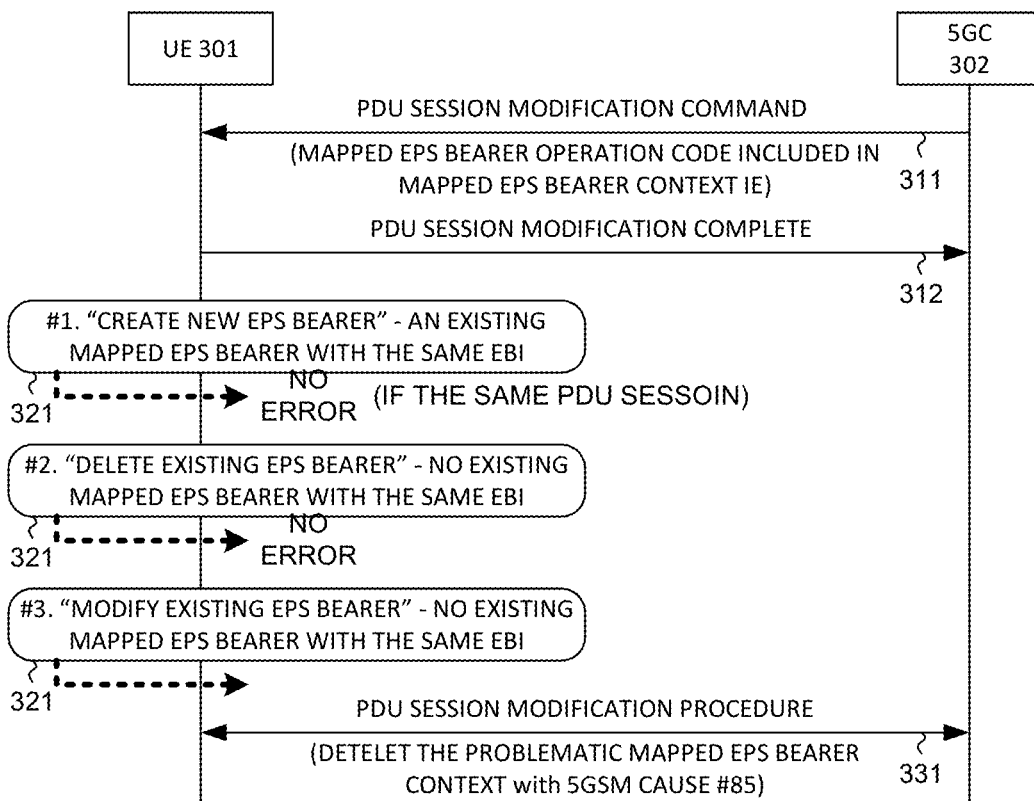 UE 301
5GC
302
PDU SESSION MODIFICATION COMMAND
(MAPPED EPS BEARER OPERATION CODE INCLUDED IN
MAPPED EPS BEARER CONTEXT IE)
311
PDU SESSION MODIFICATION COMPLETE
312
#1. “CREATE NEW EPS BEARER” - AN EXISTING
MAPPED EPS BEARER WITH THE SAME EBI
321
NO
ERROR
(IF THE SAME PDU SESSOIN)
#2. “DELETE EXISTING EPS BEARER” - NO EXISTING
MAPPED EPS BEARER WITH THE SAME EBI
321
NO
ERROR
#3. “MODIFY EXISTING EPS BEARER” - NO EXISTING
MAPPED EPS BEARER WITH THE SAME EBI
321
PDU SESSION MODIFICATION PROCEDURE
(DETELET THE PROBLEMATIC MAPPED EPS BEARER
CONTEXT with 5GSM CAUSE #85)
331